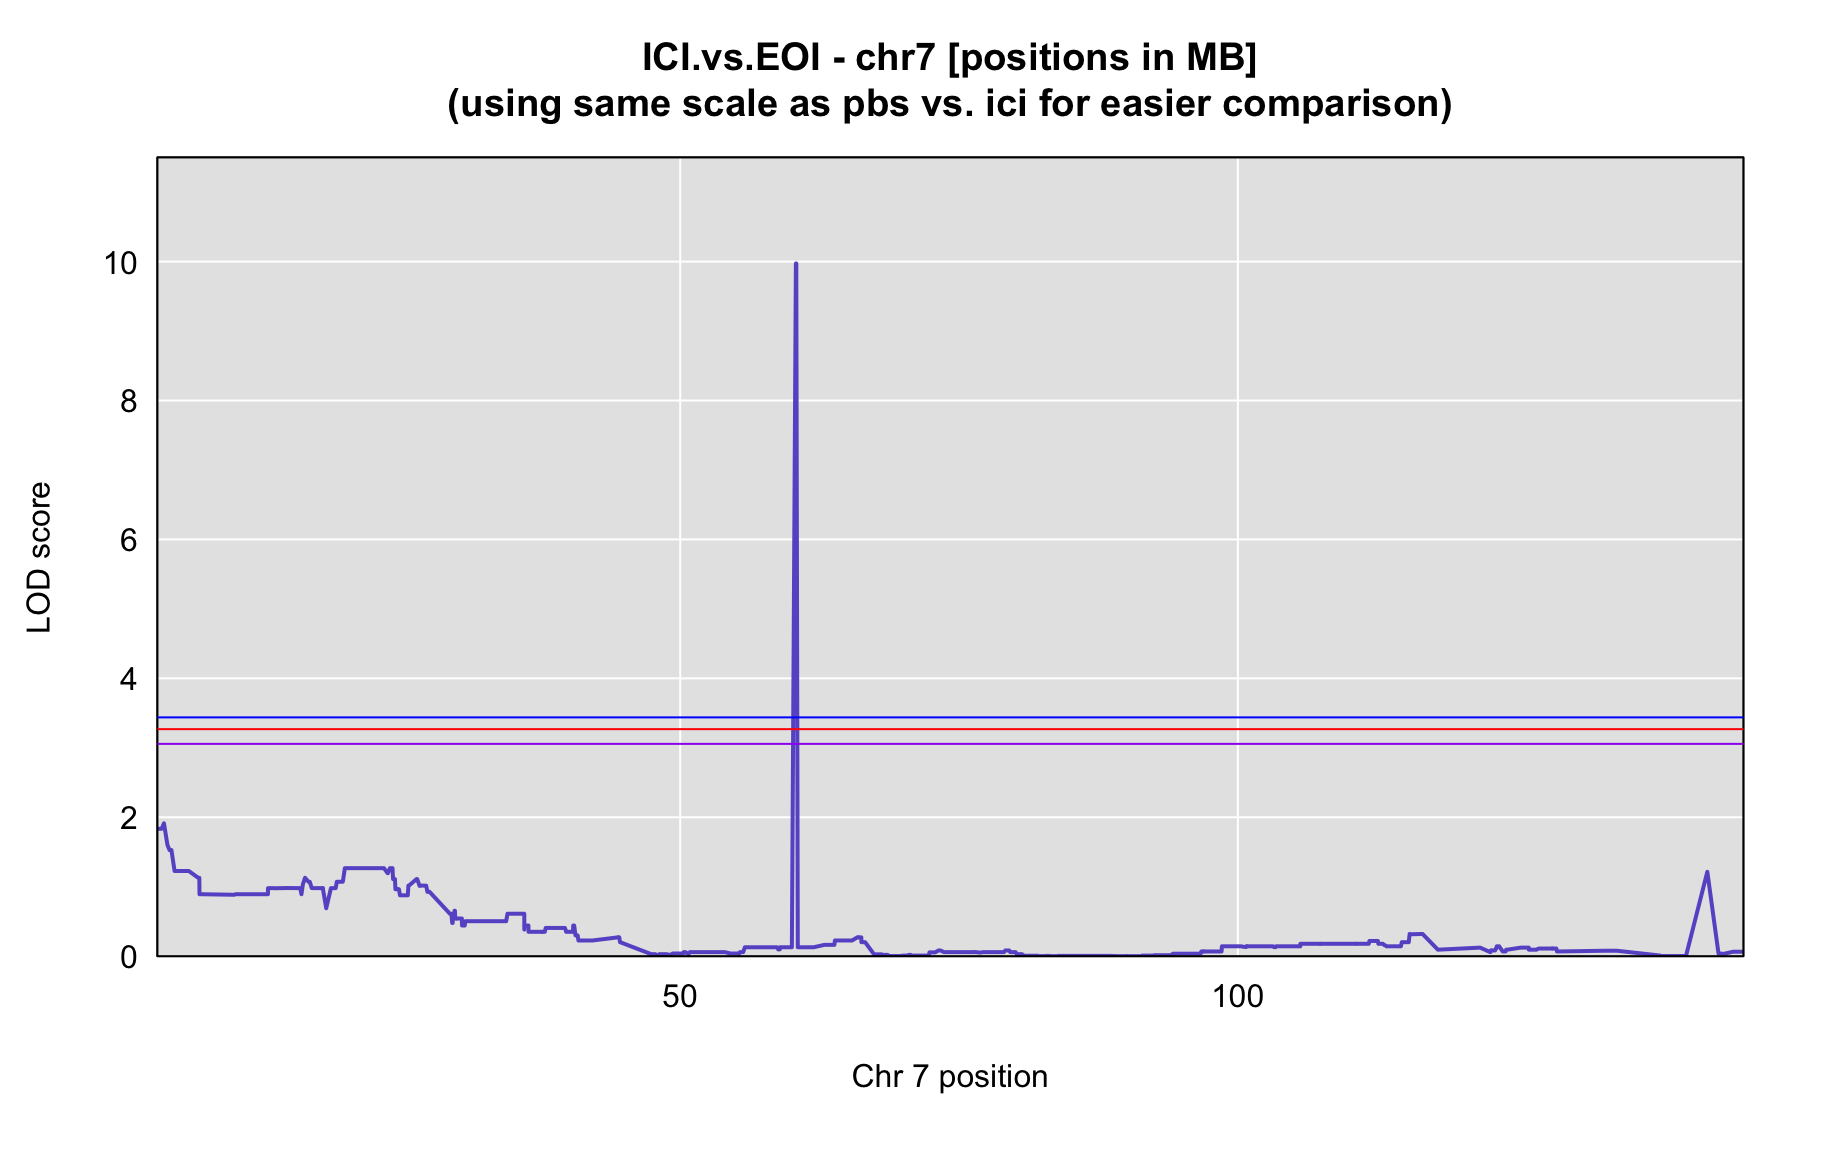 ICI.vs.EOI - chr7 [positions in MB]
(using same scale as pbs vs. ici for easier comparison)
LOD score
10
8
6
4
2
0
50
100
Chr 7 position